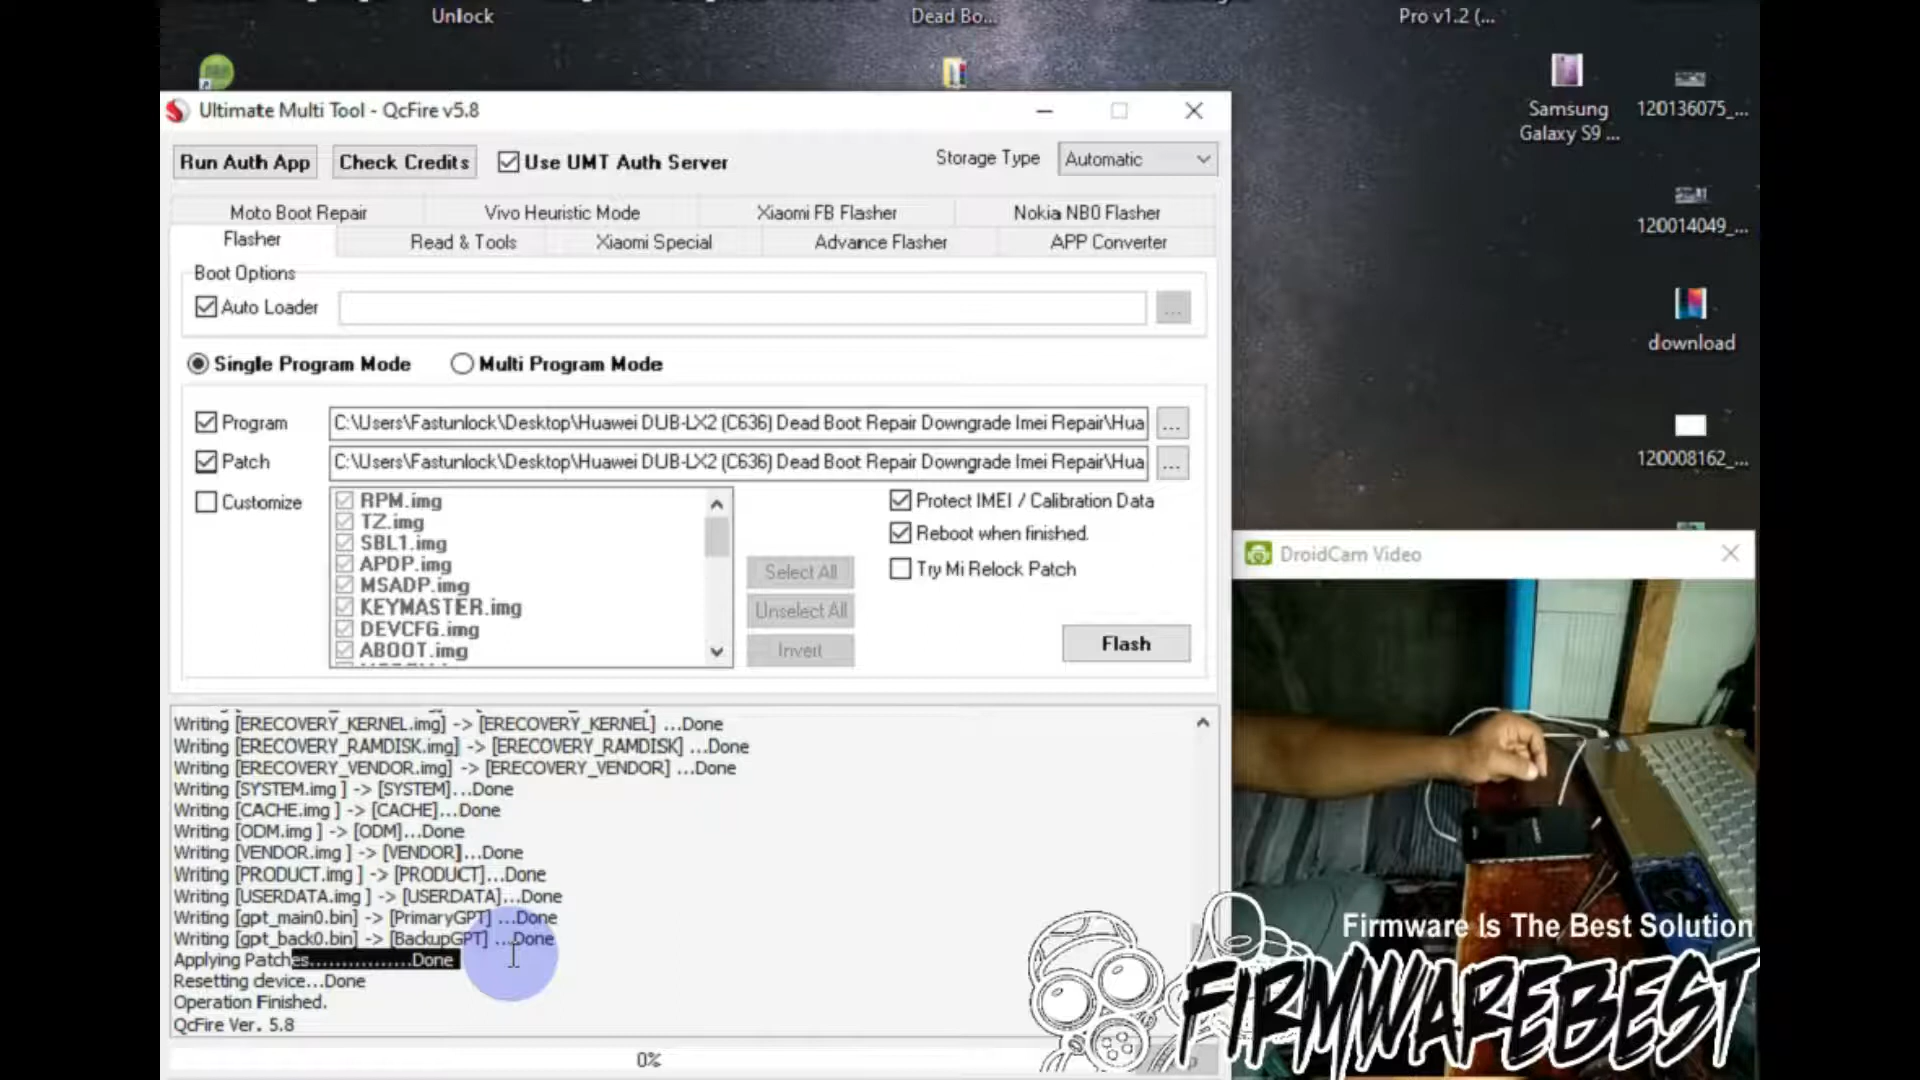 Unlock
Dead Bo...
Pro v1.2 (...
Samsung
Galaxy S9 ...
120136075_...
120014049_...
download
120008162_...
Ultimate Multi Tool - QcFire v5.8
Run Auth App
Check Credits
Use UMT Auth Server
Storage Type
Automatic
Moto Boot Repair
Vivo Heuristic Mode
Xiaomi FB Flasher
Nokia NB0 Flasher
Flasher
Read & Tools
Xiaomi Special
Advance Flasher
APP Converter
Boot Options
Auto Loader
...
Single Program Mode
Multi Program Mode
Program
C:\Users\Fastunlock\Desktop\Huawei DUB-LX2 (C636) Dead Boot Repair Downgrade Imei Repair\Hua
...
Patch
C:\Users\Fastunlock\Desktop\Huawei DUB-LX2 (C636) Dead Boot Repair Downgrade Imei Repair\Hua
...
Customize
RPM.img
TZ.img
SBL1.img
APDP.img
MSADP.img
KEYMASTER.img
DEVCFG.img
ABOOT.img
Select All
Unselect All
Invert
Protect IMEI / Calibration Data
Reboot when finished.
Try Mi Relock Patch
Flash
Writing [ERECOVERY_KERNEL.img] -> [ERECOVERY_KERNEL] ...Done
Writing [ERECOVERY_RAMDISK.img] -> [ERECOVERY_RAMDISK] ...Done
Writing [ERECOVERY_VENDOR.img] -> [ERECOVERY_VENDOR] ...Done
Writing [SYSTEM.img ] -> [SYSTEM]...Done
Writing [CACHE.img ] -> [CACHE]...Done
Writing [ODM.img ] -> [ODM]...Done
Writing [VENDOR.img ] -> [VENDOR]...Done
Writing [PRODUCT.img ] -> [PRODUCT]...Done
Writing [USERDATA.img ] -> [USERDATA]...Done
Writing [gpt_main0.bin] -> [PrimaryGPT] ...Done
Writing [gpt_back0.bin] -> [BackupGPT] ...Done
Applying Patches................Done
Resetting device...Done
Operation Finished.
QcFire Ver. 5.8
0%
DroidCam Video
Firmware Is The Best Solution
FIRMWAREBEST